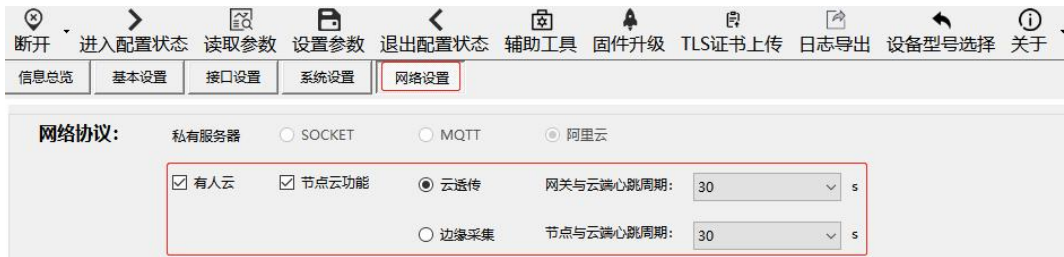 断开 进入配置状态 读取参数 设置参数 退出配置状态 辅助工具 固件升级 TLS证书上传 日志导出 设备型号选择 关于
信息总览 基本设置 接口设置 系统设置 网络设置
网络协议： 私有服务器 SOCKET MQTT 阿里云
有人云 节点云功能 云透传 网关与云端心跳周期： 30 s
边缘采集 节点与云端心跳周期： 30 s